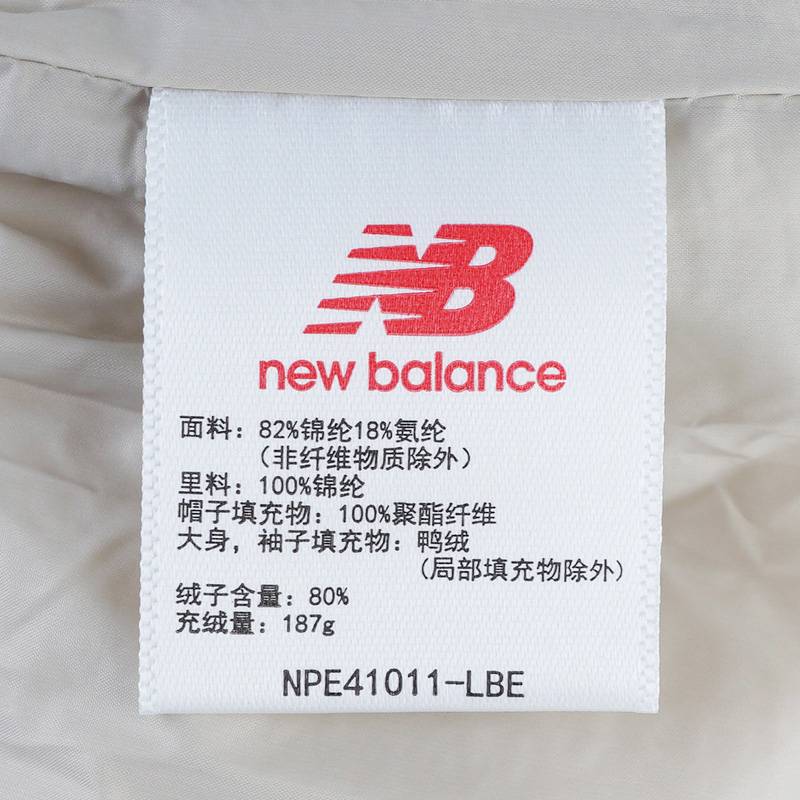 NB
new balance
面料：82%锦纶18%氨纶
（非纤维物质除外）
里料：100%锦纶
帽子填充物：100%聚酯纤维
大身，袖子填充物：鸭绒
（局部填充物除外）
绒子含量：80%
充绒量：187g
NPE41011-LBE